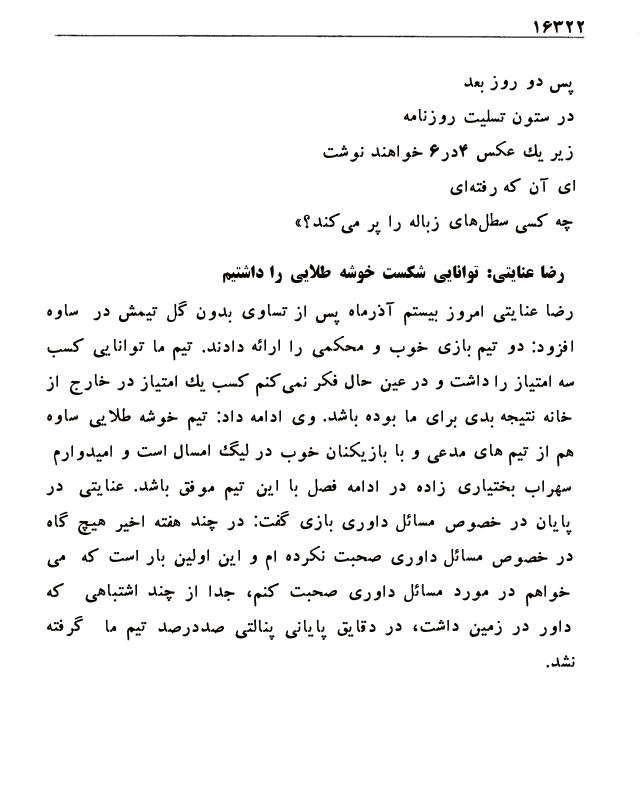 ۱۶۳۲۲
پس دو روز بعد
در ستون تسلیت روزنامه
زیر یك عکس ۴در۶ خواهند نوشت
ای آن که رفته‌ای
چه کسی سطل‌های زباله را پر می‌کند؟»
رضا عنایتی: توانایی شکست خوشه طلایی را داشتیم
رضا عنایتی امروز بیستم آذرماه پس از تساوی بدون گل تیمش در ساوه
افزود: دو تیم بازی خوب و محکمی را ارائه دادند. تیم ما توانایی کسب
سه امتیاز را داشت و در عین حال فکر نمی‌کنم کسب یك امتیاز در خارج از
خانه نتیجه بدی برای ما بوده باشد. وی ادامه داد: تیم خوشه طلایی ساوه
هم از تیم های مدعی و با بازیکنان خوب در لیگ امسال است و امیدوارم
سهراب بختیاری زاده در ادامه فصل با این تیم موفق باشد. عنایتی در
پایان در خصوص مسائل داوری بازی گفت: در چند هفته اخیر هیچ گاه
در خصوص مسائل داوری صحبت نکرده ام و این اولین بار است که می
خواهم در مورد مسائل داوری صحبت کنم، جدا از چند اشتباهی که
داور در زمین داشت، در دقایق پایانی پنالتی صددرصد تیم ما گرفته
نشد.